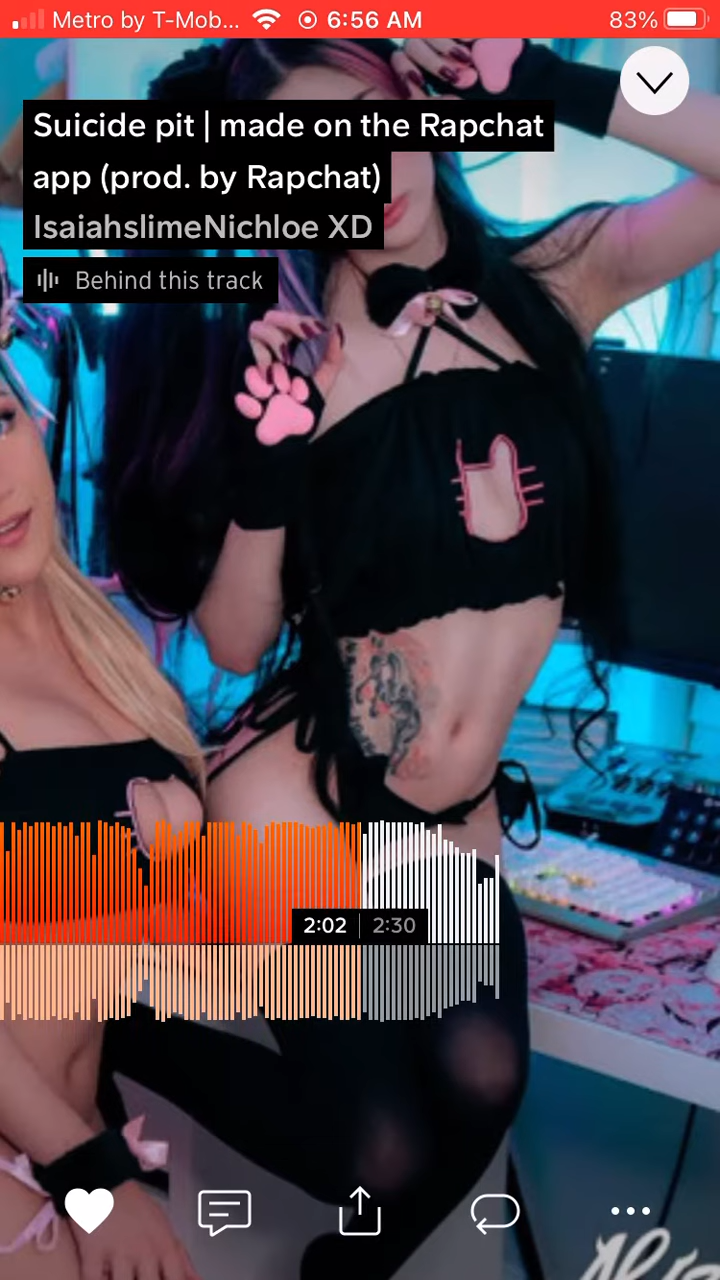 Metro by T-Mob... 6:56 AM 83%
Suicide pit | made on the Rapchat
app (prod. by Rapchat)
IsaiahslimeNichloe XD
Behind this track
2:02 | 2:30